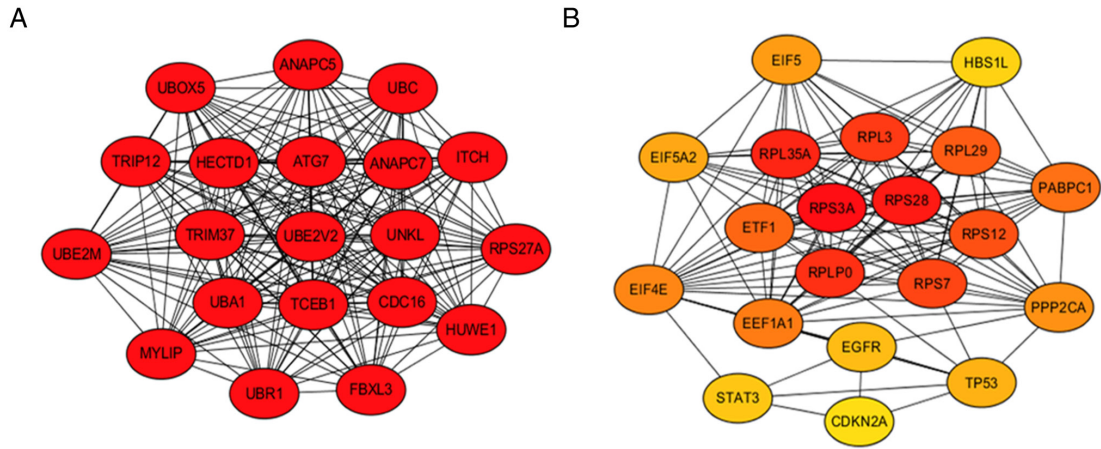 A
ANAPC5
UBOX5
UBC
TRIP12
HECTD1
ATG7
ANAPC7
ITCH
UBE2M
TRIM37
UBE2V2
UNKL
RPS27A
UBA1
TCEB1
CDC16
HUWE1
MYLIP
UBR1
FBXL3
B
EIF5
HBS1L
EIF5A2
RPL35A
RPL3
RPL29
PABPC1
RPS3A
RPS28
ETF1
RPS12
RPLP0
RPS7
EIF4E
EEF1A1
PPP2CA
EGFR
STAT3
TP53
CDKN2A